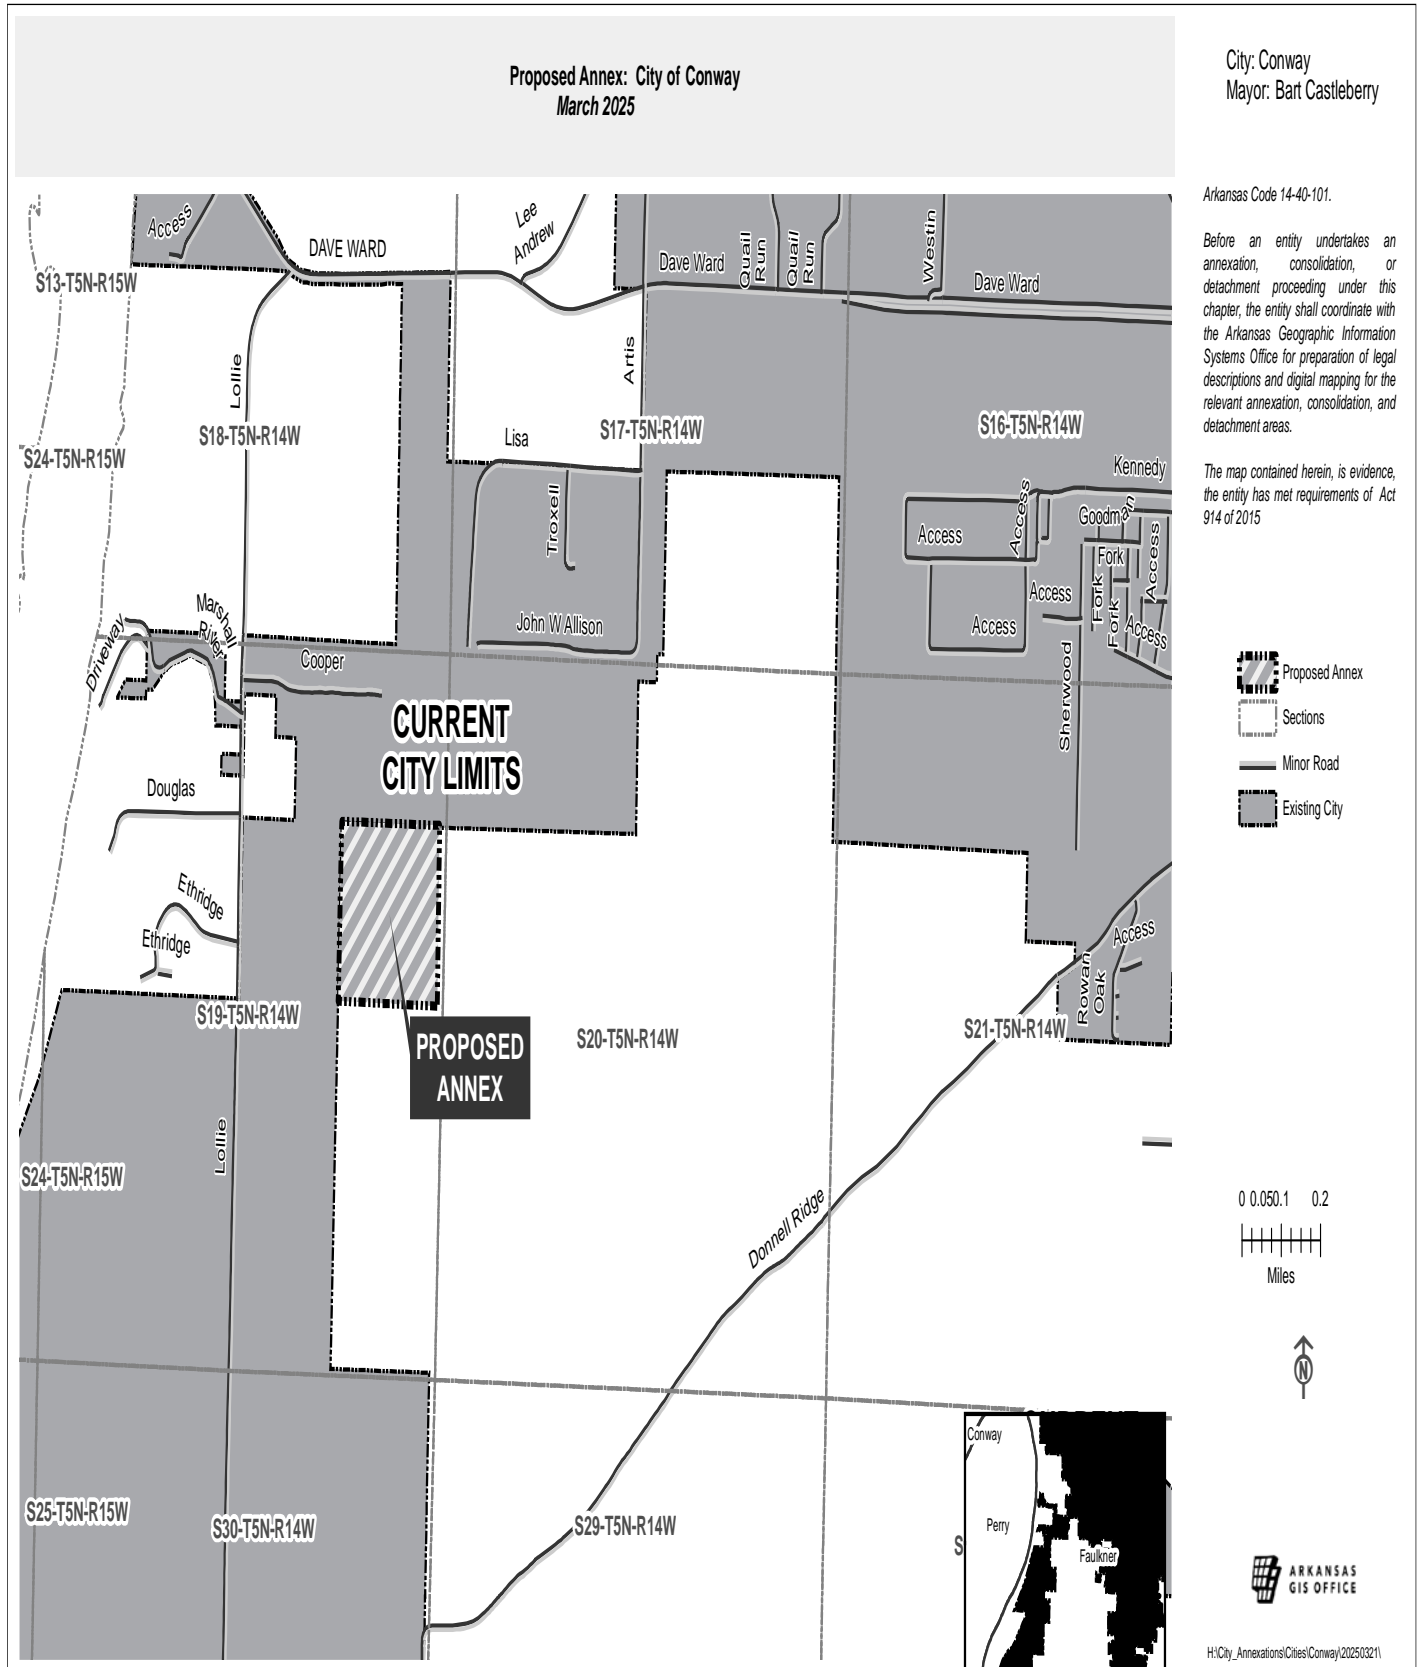 Proposed Annex: City of Conway
March 2025
City: Conway
Mayor: Bart Castleberry
Arkansas Code 14-40-101.
Before an entity undertakes an
annexation, consolidation, or
detachment proceeding under this
chapter, the entity shall coordinate with
the Arkansas Geographic Information
Systems Office for preparation of legal
descriptions and digital mapping for the
relevant annexation, consolidation, and
detachment areas.
The map contained herein, is evidence,
the entity has met requirements of Act
914 of 2015
Proposed Annex
Sections
Minor Road
Existing City
0 0.050.1 0.2
Miles
N
ARKANSAS
GIS OFFICE
H:\City_Annexations\Cities\Conway\20250321\
Access
DAVE WARD
Lee
Andrew
Dave Ward
Quail
Run
Quail
Run
Westin
Dave Ward
S13-T5N-R15W
Lollie
Artis
S18-T5N-R14W
S17-T5N-R14W
S16-T5N-R14W
S24-T5N-R15W
Lisa
Kennedy
Troxell
Access
Access
Goodman
Access
Fork
Fork
Fork
Access
Access
Access
John W Allison
Driveway
Marshall
River
Cooper
Sherwood
CURRENT
CITY LIMITS
Douglas
Ethridge
Ethridge
Access
Rowan
Oak
S19-T5N-R14W
S20-T5N-R14W
S21-T5N-R14W
PROPOSED
ANNEX
Lollie
S24-T5N-R15W
Donnell Ridge
S25-T5N-R15W
S30-T5N-R14W
S29-T5N-R14W
S
Conway
Perry
Faulkner